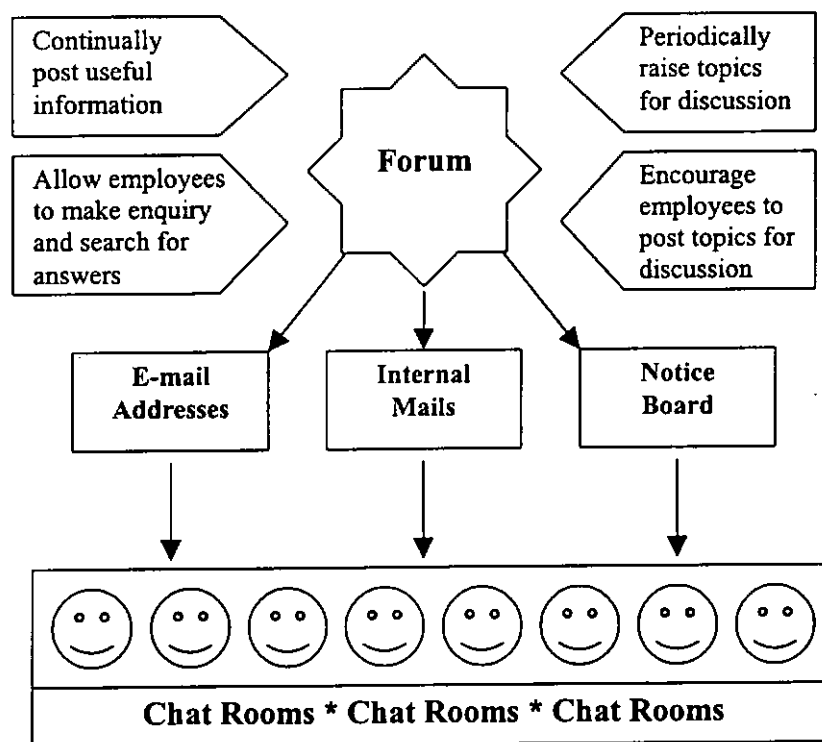 Continually
post useful
information
Periodically
raise topics
for discussion
Forum
Allow employees
to make enquiry
and search for
answers
Encourage
employees to
post topics for
discussion
E-mail
Addresses
Internal
Mails
Notice
Board
Chat Rooms * Chat Rooms * Chat Rooms